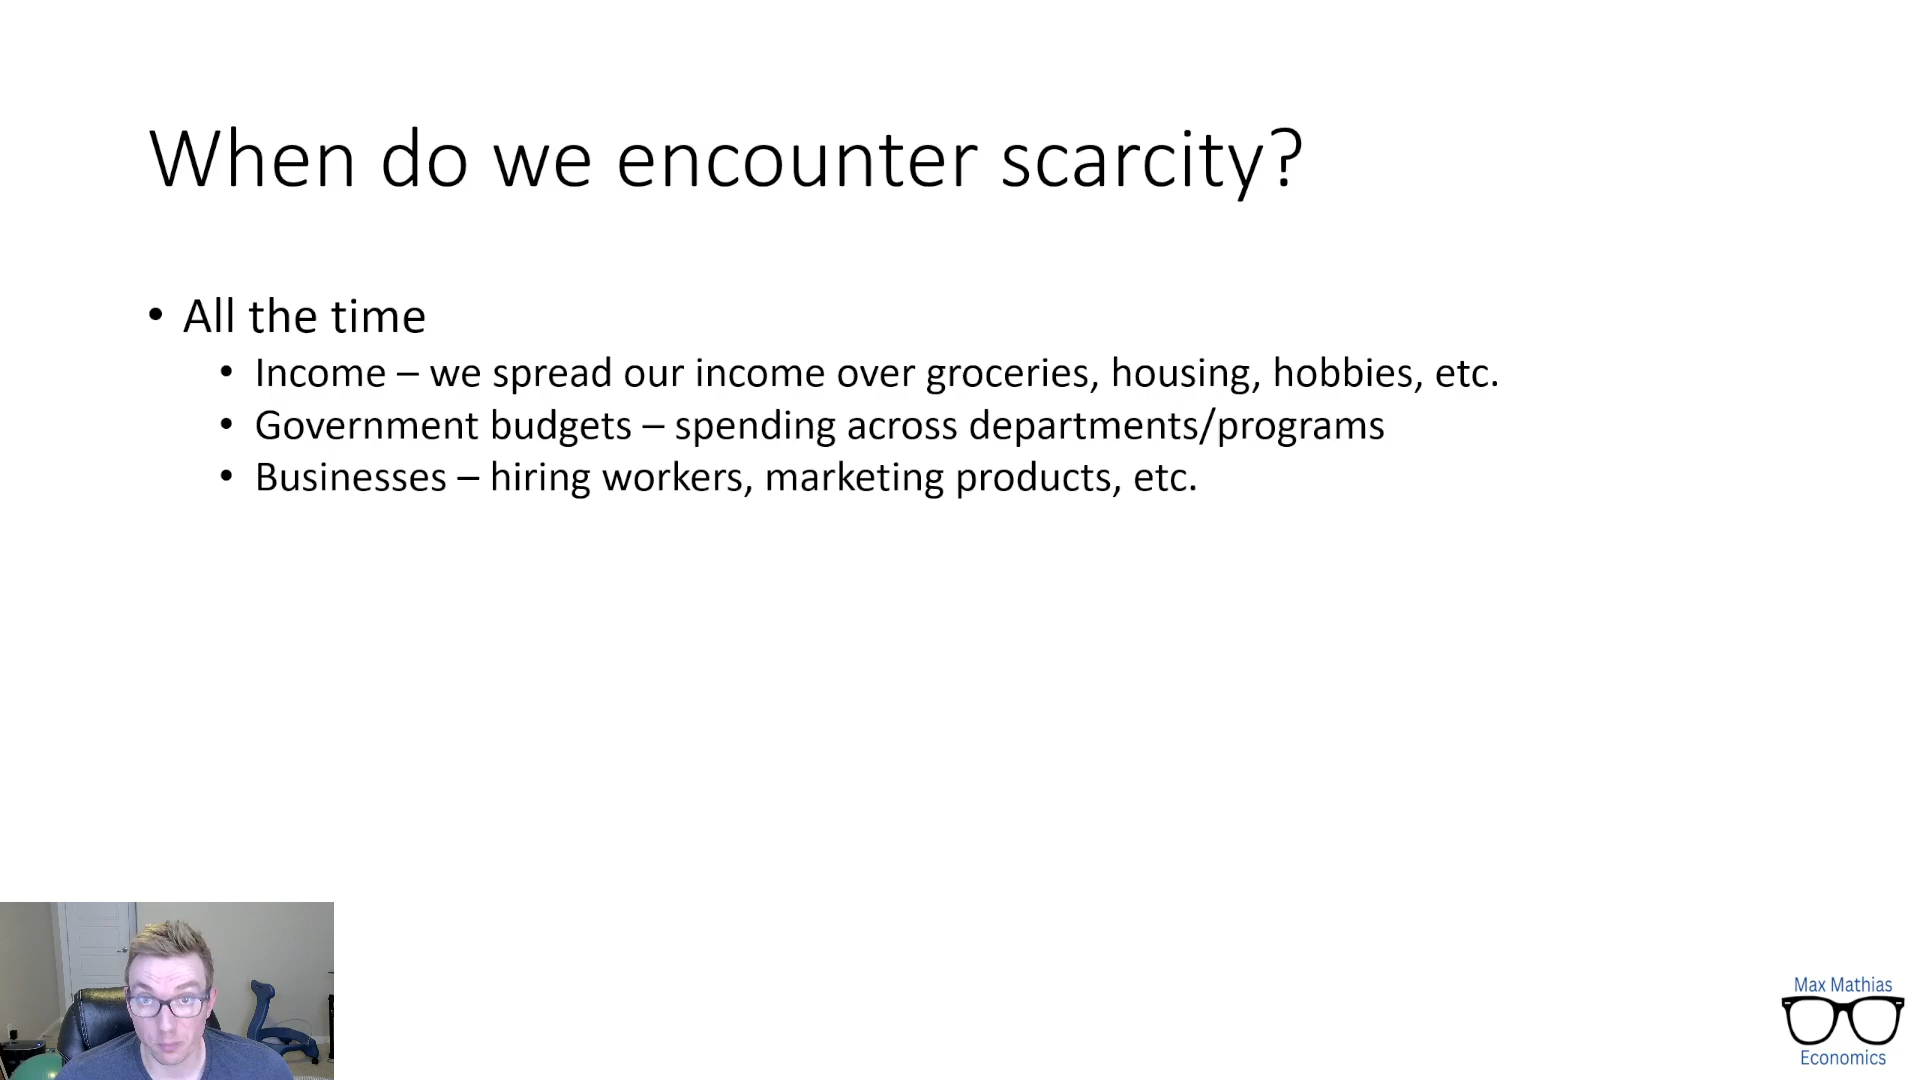 When do we encounter scarcity?
• All the time
• Income – we spread our income over groceries, housing, hobbies, etc.
• Government budgets – spending across departments/programs
• Businesses – hiring workers, marketing products, etc.
Max Mathias
Economics